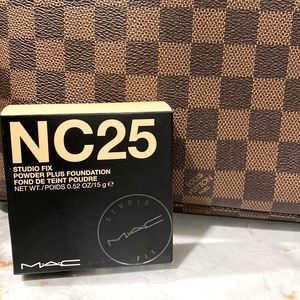 NC25
STUDIO FIX
POWDER PLUS FOUNDATION
FOND DE TEINT POUDRE
NET WT./POIDS 0.52 OZ/15 g ℮
STUDIO
MAC
FIX
MAC